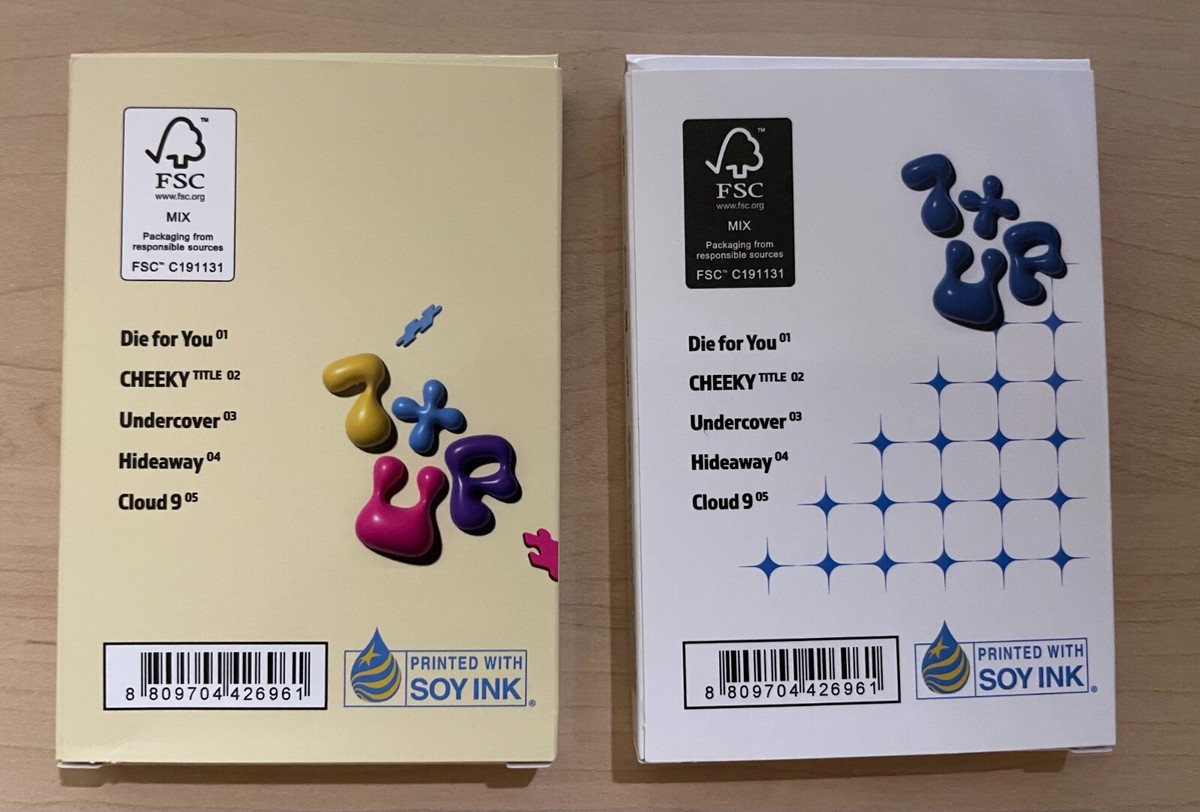 TM
FSC
www.fsc.org
MIX
Packaging from
responsible sources
FSC™ C191131
Die for You 01
CHEEKY TITLE 02
Undercover 03
Hideaway 04
Cloud 9 05
7+UP
8 809704 426961
PRINTED WITH
SOY INK®
TM
FSC
www.fsc.org
MIX
Packaging from
responsible sources
FSC™ C191131
Die for You 01
CHEEKY TITLE 02
Undercover 03
Hideaway 04
Cloud 9 05
7+UP
8 809704 426961
PRINTED WITH
SOY INK®